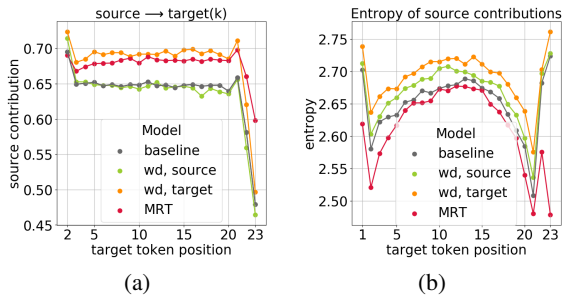 source ⟶ target(k)
source contribution
0.70
0.65
0.60
0.55
0.50
0.45
Model
baseline
wd, source
wd, target
MRT
2 5 10 15 20 23
target token position
(a)
Entropy of source contributions
entropy
2.75
2.70
2.65
2.60
2.55
2.50
Model
baseline
wd, source
wd, target
MRT
1 5 10 15 20 23
target token position
(b)